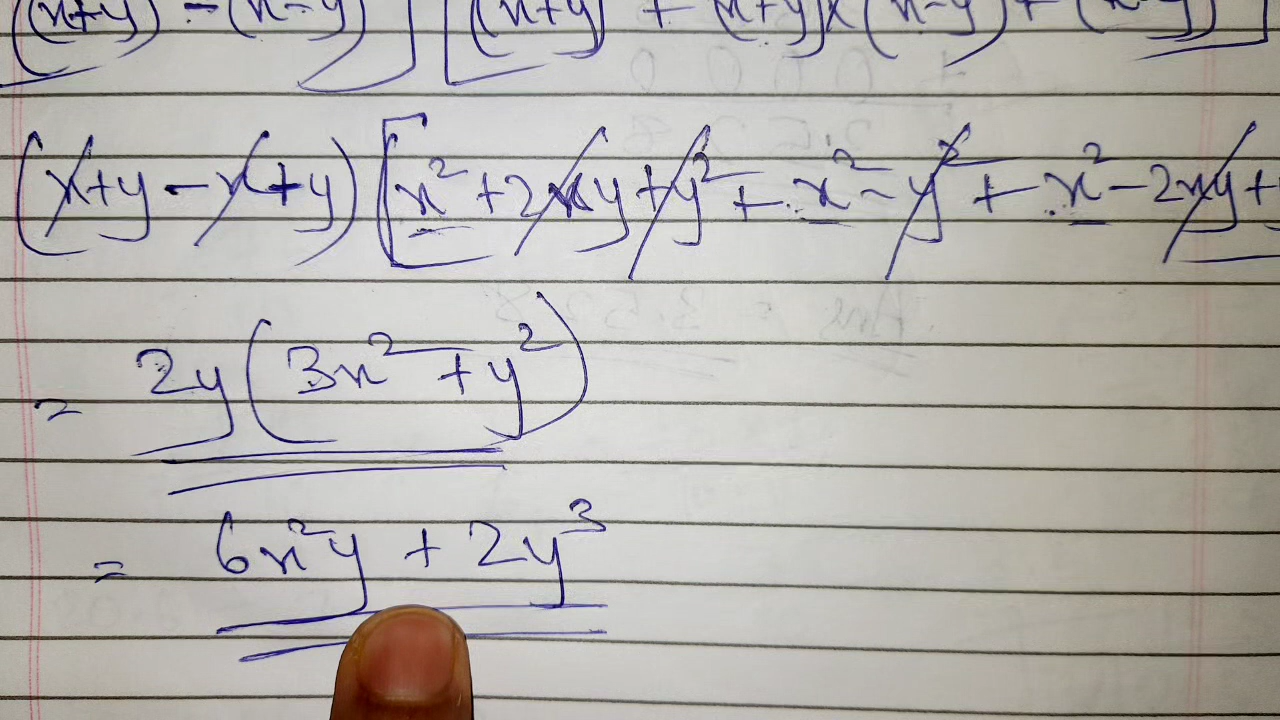 [(x+y) - (x-y)] [(x+y)² + (x+y)×(x-y) + (x-y)²]
(x+y-x+y) [x²+2xy+y²+x²-y²+x²-2xy+
= 2y(3x²+y²)
= 6x²y + 2y³